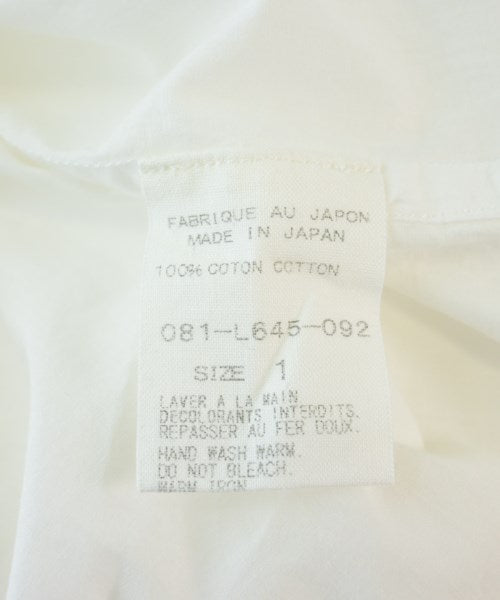 FABRIQUE AU JAPON
MADE IN JAPAN
100% COTON COTTON
081-L645-092
SIZE 1
LAVER A LA MAIN
DECOLORANTS INTERDITS.
REPASSER AU FER DOUX.
HAND WASH WARM.
DO NOT BLEACH.
WARM IRON